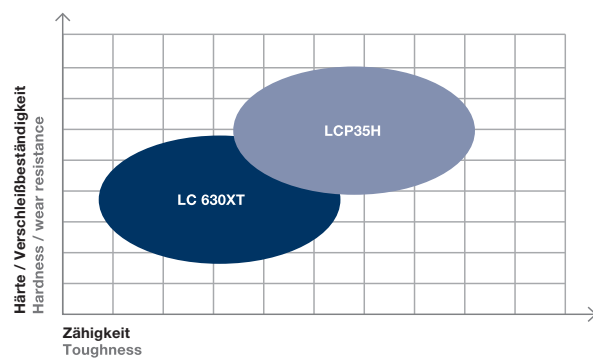 Härte / Verschleißbeständigkeit
Hardness / wear resistance
LCP35H
LC 630XT
Zähigkeit
Toughness